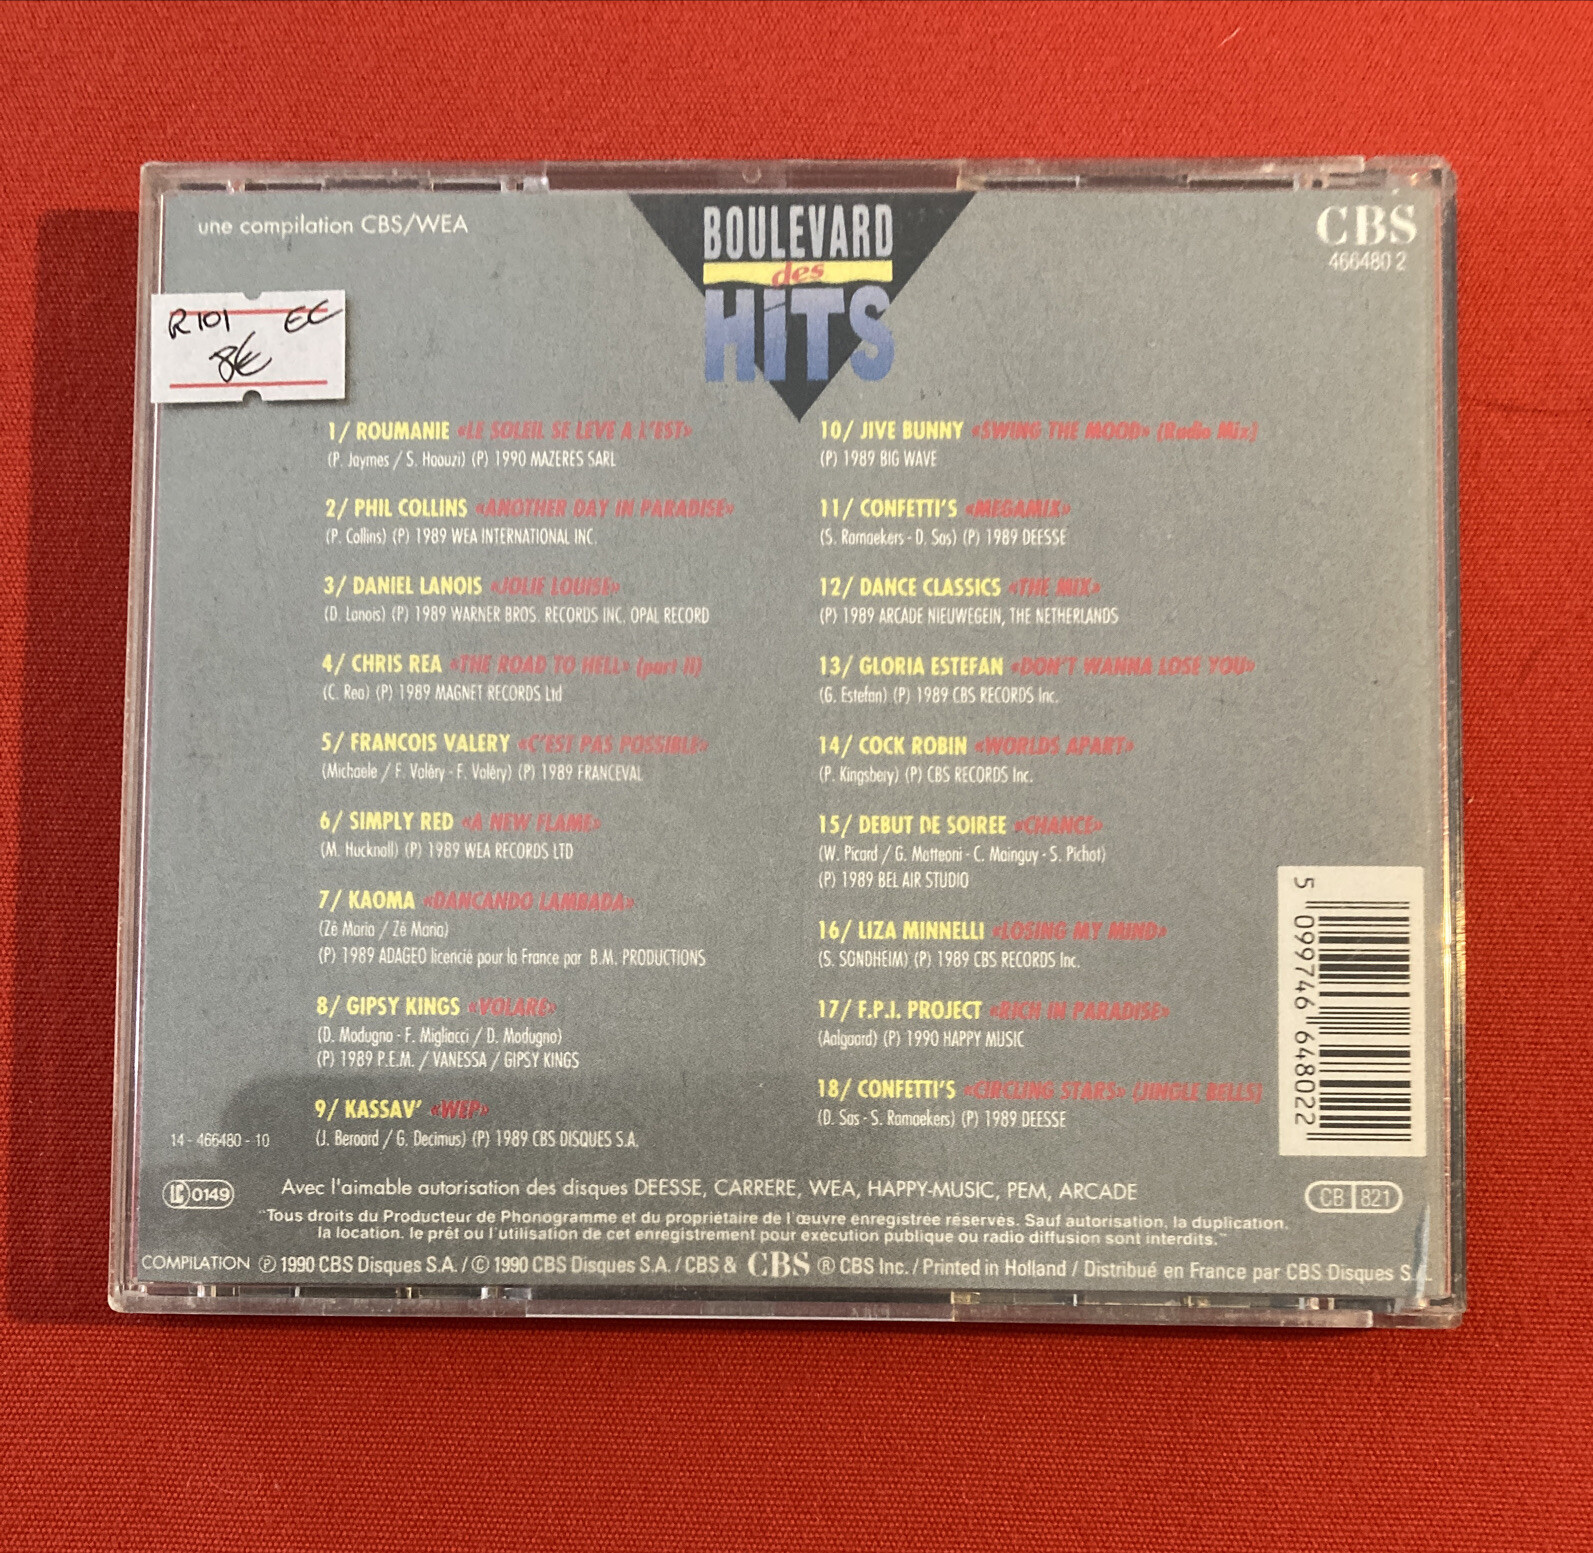 une compilation CBS/WEA
BOULEVARD
des
HiTS
CBS
466480 2
R101 EE
8€
1/ ROUMANIE «LE SOLEIL SE LEVE A L'EST»
(P. Jaymes / S. Haouzi) (P) 1990 MAZERES SARL
2/ PHIL COLLINS «ANOTHER DAY IN PARADISE»
(P. Collins) (P) 1989 WEA INTERNATIONAL INC.
3/ DANIEL LANOIS «JOLIE LOUISE»
(D. Lanois) (P) 1989 WARNER BROS. RECORDS INC. OPAL RECORD
4/ CHRIS REA «THE ROAD TO HELL» (part II)
(C. Rea) (P) 1989 MAGNET RECORDS Ltd
5/ FRANCOIS VALERY «C'EST PAS POSSIBLE»
(Michaele / F. Valéry - F. Valéry) (P) 1989 FRANCEVAL
6/ SIMPLY RED «A NEW FLAME»
(M. Hucknall) (P) 1989 WEA RECORDS LTD
7/ KAOMA «DANCANDO LAMBADA»
(Zê Maria / Zê Maria)
(P) 1989 ADAGEO licencié pour la France par B.M. PRODUCTIONS
8/ GIPSY KINGS «VOLARE»
(D. Modugno - F. Migliacci / D. Modugno)
(P) 1989 P.E.M. / VANESSA / GIPSY KINGS
9/ KASSAV' «WEP»
(J. Beroard / G. Decimus) (P) 1989 CBS DISQUES S.A.
10/ JIVE BUNNY «SWING THE MOOD» (Radio Mix)
(P) 1989 BIG WAVE
11/ CONFETTI'S «MEGAMIX»
(S. Ramaekers - D. Sas) (P) 1989 DEESSE
12/ DANCE CLASSICS «THE MIX»
(P) 1989 ARCADE NIEUWEGEIN, THE NETHERLANDS
13/ GLORIA ESTEFAN «DON'T WANNA LOSE YOU»
(G. Estefan) (P) 1989 CBS RECORDS Inc.
14/ COCK ROBIN «WORLDS APART»
(P. Kingsbery) (P) CBS RECORDS Inc.
15/ DEBUT DE SOIREE «CHANCE»
(W. Picard / G. Matteoni - C. Mainguy - S. Pichot)
(P) 1989 BEL AIR STUDIO
16/ LIZA MINNELLI «LOSING MY MIND»
(S. SONDHEIM) (P) 1989 CBS RECORDS Inc.
17/ F.P.I. PROJECT «RICH IN PARADISE»
(Aalgaard) (P) 1990 HAPPY MUSIC
18/ CONFETTI'S «CIRCLING STARS» (JINGLE BELLS)
(D. Sas - S. Ramaekers) (P) 1989 DEESSE
5 099746 648022
14 - 466480 - 10
LC 0149
Avec l'aimable autorisation des disques DEESSE, CARRERE, WEA, HAPPY-MUSIC, PEM, ARCADE
CB 821
"Tous droits du Producteur de Phonogramme et du propriétaire de l'œuvre enregistrée réservés. Sauf autorisation, la duplication,
la location, le prêt ou l'utilisation de cet enregistrement pour exécution publique ou radio diffusion sont interdits."
COMPILATION ℗ 1990 CBS Disques S.A. / © 1990 CBS Disques S.A. / CBS & CBS ® CBS Inc. / Printed in Holland / Distribué en France par CBS Disques S.